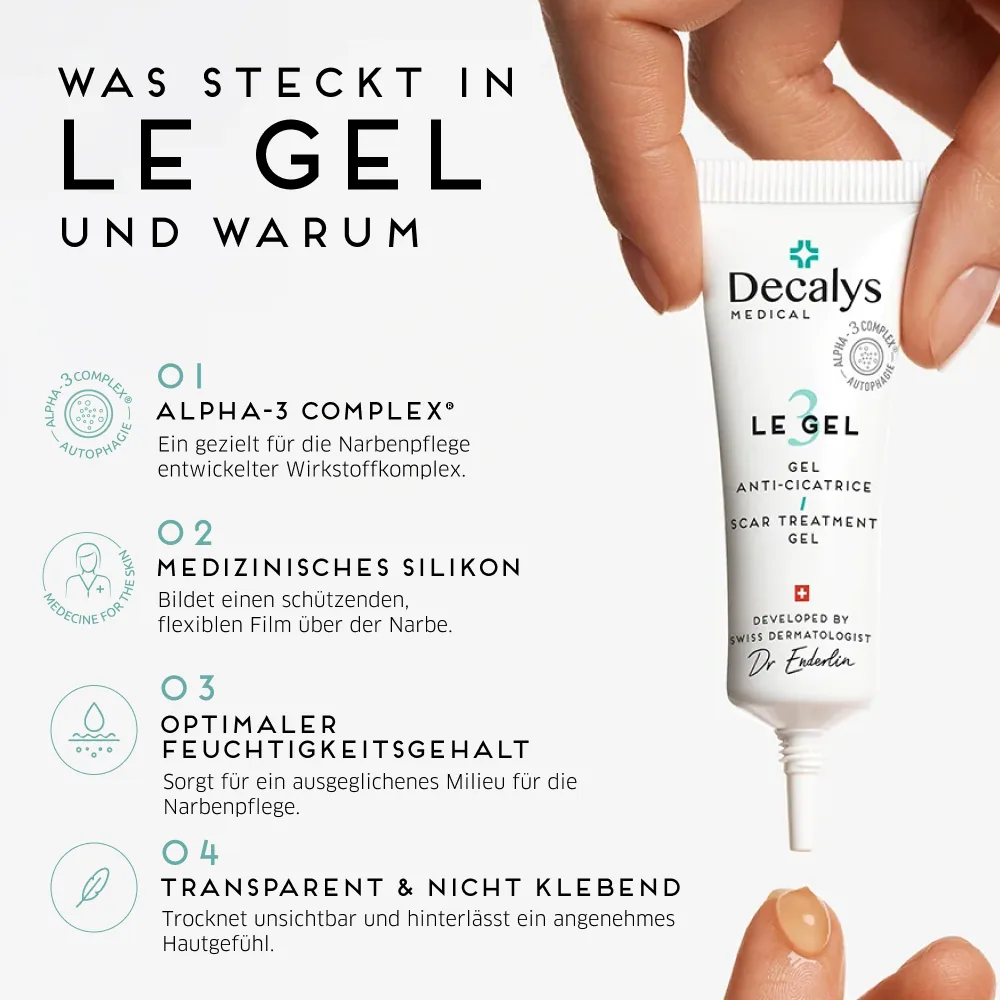 WAS STECKT IN
LE GEL
UND WARUM
ALPHA-3 COMPLEX®
AUTOPHAGIE
01
ALPHA-3 COMPLEX®
Ein gezielt für die Narbenpflege
entwickelter Wirkstoffkomplex.
MEDECINE FOR THE SKIN
02
MEDIZINISCHES SILIKON
Bildet einen schützenden,
flexiblen Film über der Narbe.
03
OPTIMALER
FEUCHTIGKEITSGEHALT
Sorgt für ein ausgeglichenes Milieu für die
Narbenpflege.
04
TRANSPARENT & NICHT KLEBEND
Trocknet unsichtbar und hinterlässt ein angenehmes
Hautgefühl.
Decalys
MEDICAL
ALPHA-3 COMPLEX®
AUTOPHAGIE
3
LE GEL
GEL
ANTI-CICATRICE
/
SCAR TREATMENT
GEL
DEVELOPED BY
SWISS DERMATOLOGIST
Dr Enderlin